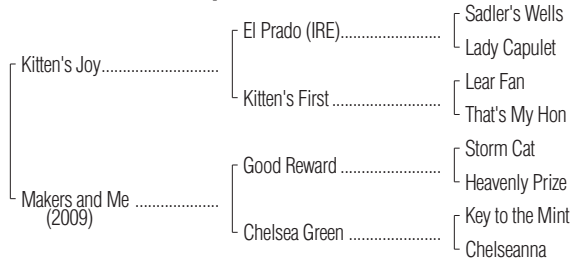 Sadler's Wells
El Prado (IRE)........................
Lady Capulet
Kitten's Joy............................
Lear Fan
Kitten's First ..........................
That's My Hon
Storm Cat
Good Reward ........................
Heavenly Prize
Makers and Me ....................
(2009)
Key to the Mint
Chelsea Green ......................
Chelseanna